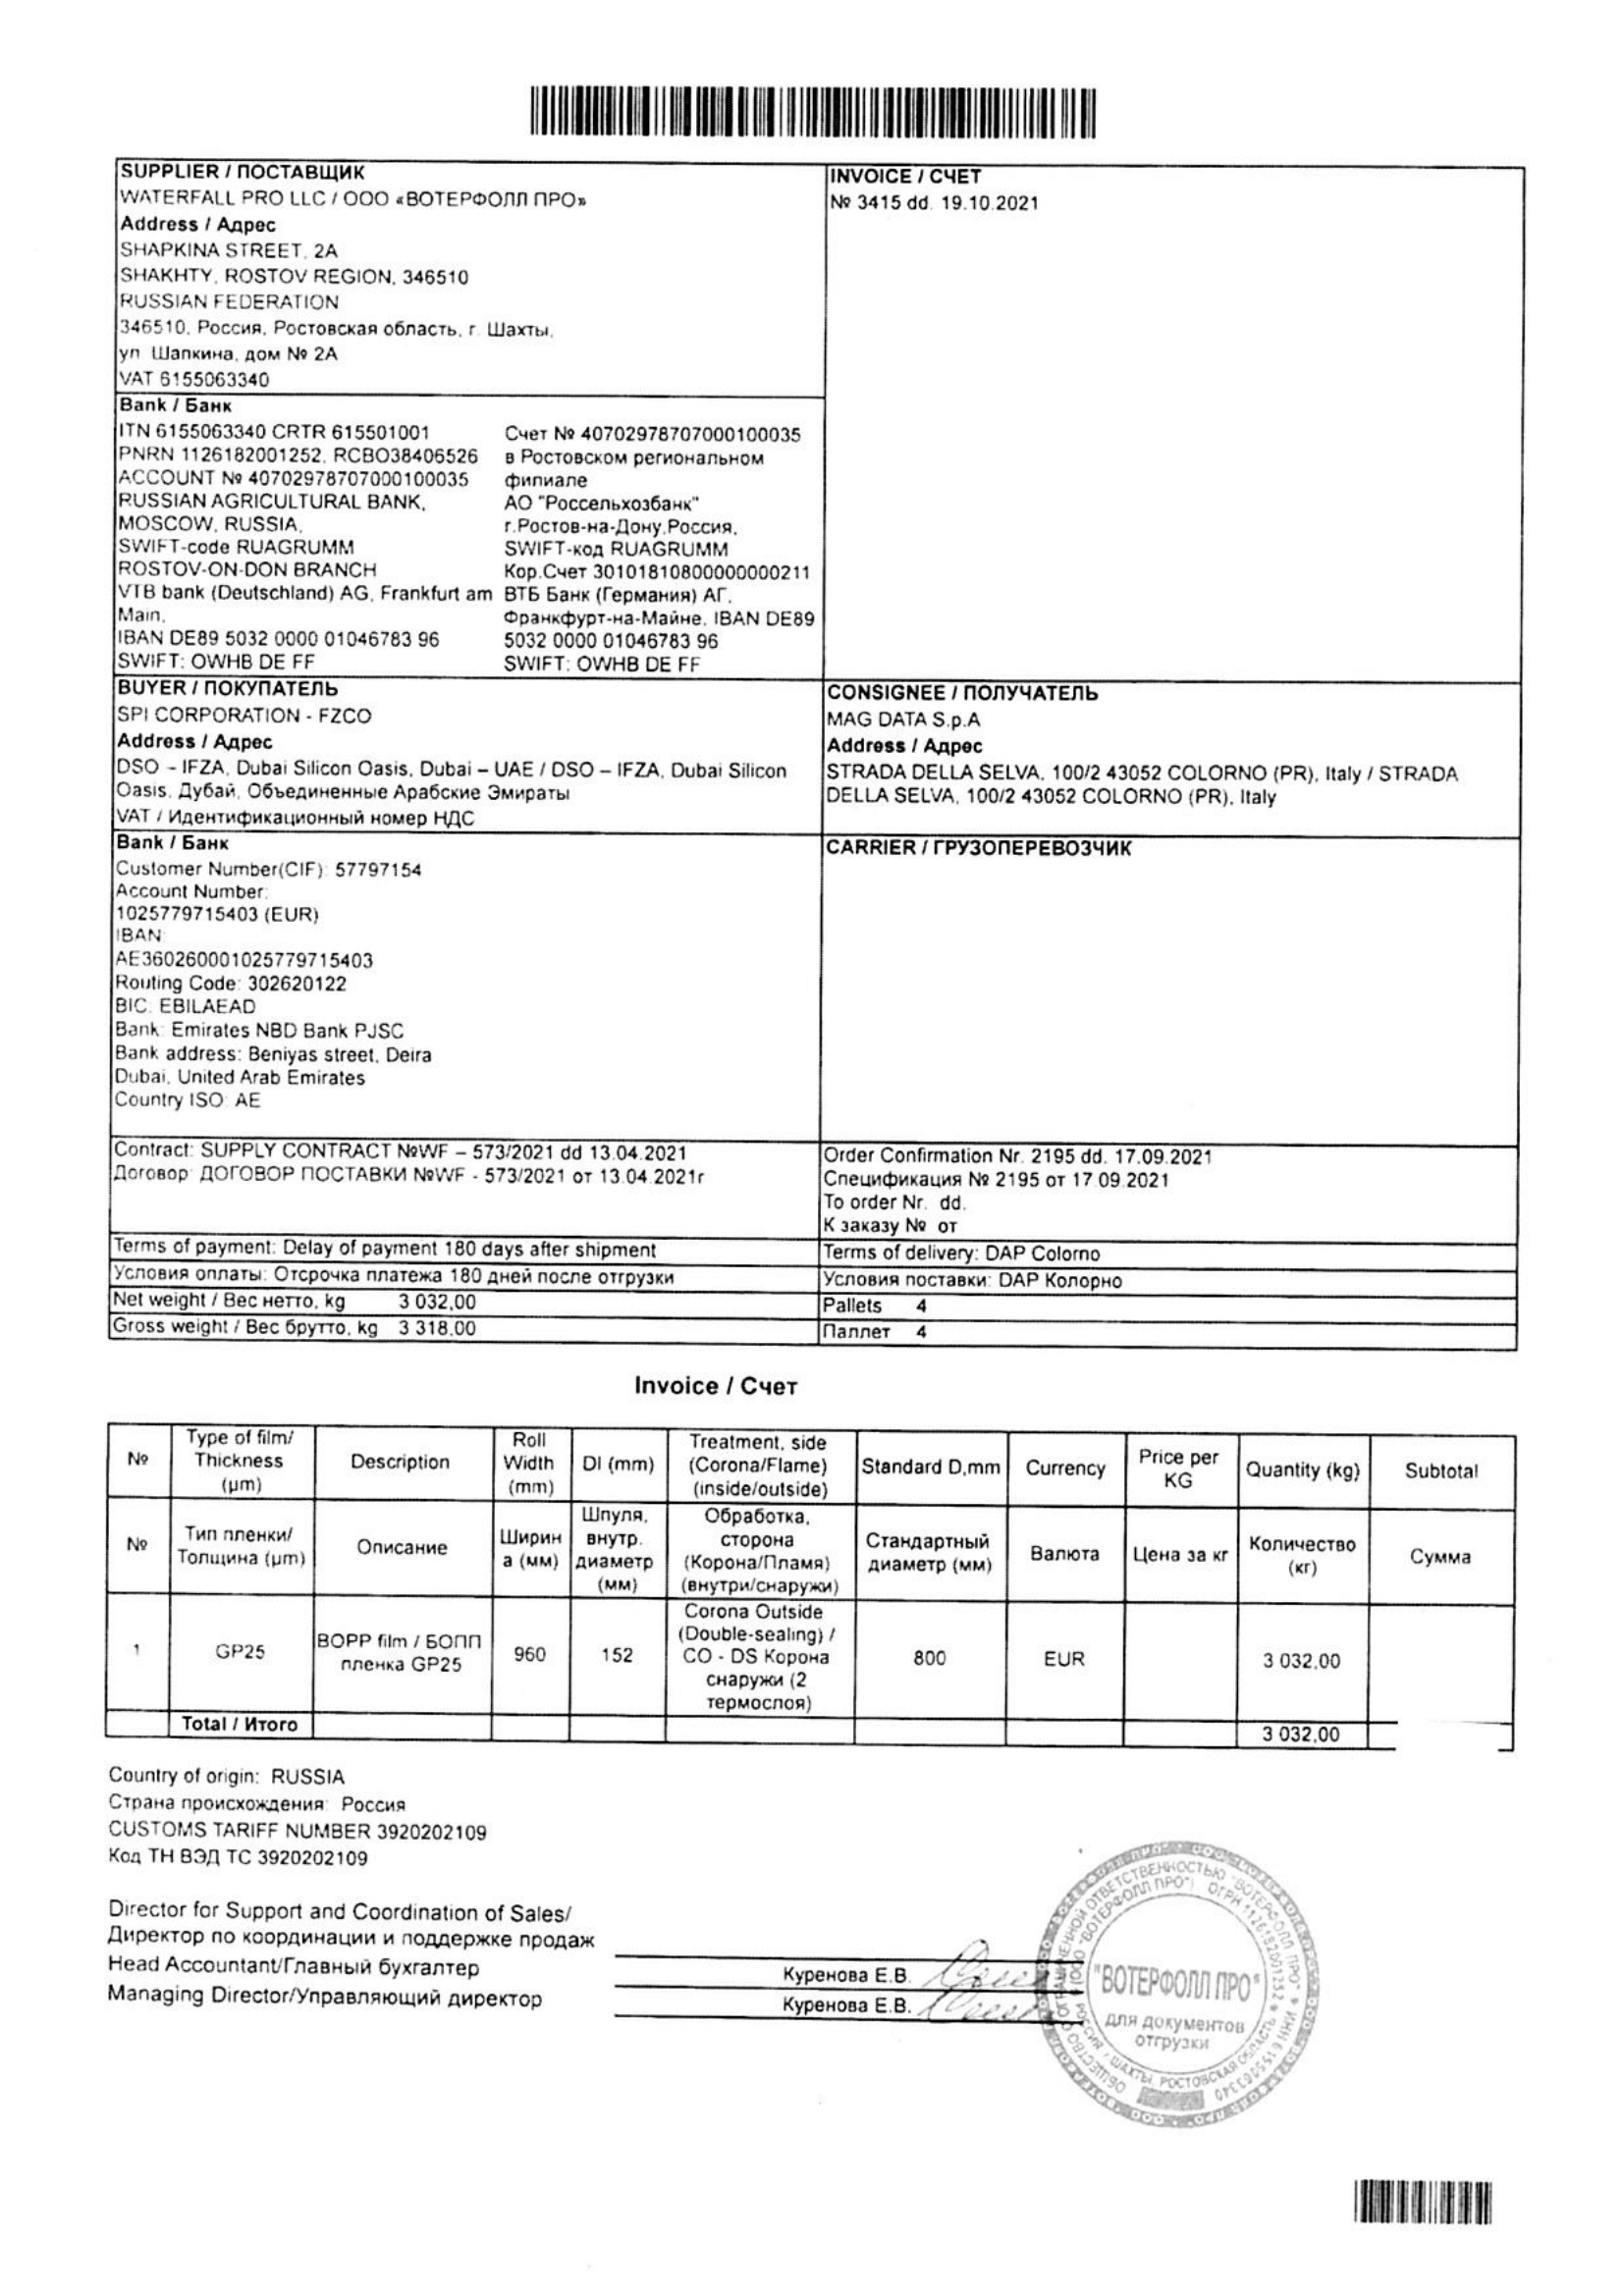 SUPPLIER / ПОСТАВЩИК
WATERFALL PRO LLC / ООО «ВОТЕРФОЛЛ ПРО»
Address / Адрес
SHAPKINA STREET, 2A
SHAKHTY, ROSTOV REGION, 346510
RUSSIAN FEDERATION
346510, Россия, Ростовская область, г. Шахты,
ул Шапкина, дом № 2А
VAT 6155063340
INVOICE / СЧЕТ
№ 3415 dd. 19.10.2021
Bank / Банк
ITN 6155063340 CRTR 615501001
PNRN 1126182001252, RCBO38406526
ACCOUNT № 40702978707000100035
RUSSIAN AGRICULTURAL BANK,
MOSCOW, RUSSIA,
SWIFT-code RUAGRUMM
ROSTOV-ON-DON BRANCH
VTB bank (Deutschland) AG, Frankfurt am
Main,
IBAN DE89 5032 0000 01046783 96
SWIFT: OWHB DE FF
Счет № 40702978707000100035
в Ростовском региональном
филиале
АО "Россельхозбанк"
г.Ростов-на-Дону,Россия,
SWIFT-код RUAGRUMM
Кор.Счет 30101810800000000211
ВТБ Банк (Германия) АГ,
Франкфурт-на-Майне, IBAN DE89
5032 0000 01046783 96
SWIFT: OWHB DE FF
BUYER / ПОКУПАТЕЛЬ
SPI CORPORATION - FZCO
Address / Адрес
DSO – IFZA, Dubai Silicon Oasis, Dubai – UAE / DSO – IFZA, Dubai Silicon
Oasis, Дубай, Объединенные Арабские Эмираты
VAT / Идентификационный номер НДС
CONSIGNEE / ПОЛУЧАТЕЛЬ
MAG DATA S.p.A
Address / Адрес
STRADA DELLA SELVA, 100/2 43052 COLORNO (PR), Italy / STRADA
DELLA SELVA, 100/2 43052 COLORNO (PR), Italy
Bank / Банк
Customer Number(CIF): 57797154
Account Number:
1025779715403 (EUR)
IBAN
AE360260001025779715403
Routing Code: 302620122
BIC. EBILAEAD
Bank: Emirates NBD Bank PJSC
Bank address: Beniyas street, Deira
Dubai, United Arab Emirates
Country ISO: AE
CARRIER / ГРУЗОПЕРЕВОЗЧИК
Contract: SUPPLY CONTRACT №WF – 573/2021 dd 13.04.2021
Договор: ДОГОВОР ПОСТАВКИ №WF - 573/2021 от 13.04.2021г
Order Confirmation Nr. 2195 dd. 17.09.2021
Спецификация № 2195 от 17.09.2021
To order Nr. dd.
К заказу № от
Terms of payment: Delay of payment 180 days after shipment
Terms of delivery: DAP Colorno
Условия оплаты: Отсрочка платежа 180 дней после отгрузки
Условия поставки: DAP Колорно
Net weight / Вес нетто, kg 3 032,00
Pallets 4
Gross weight / Вес брутто, kg 3 318,00
Паллет 4
Invoice / Счет
№
Type of film/
Thickness
(µm)
Description
Roll
Width
(mm)
DI (mm)
Treatment, side
(Corona/Flame)
(inside/outside)
Standard D,mm
Currency
Price per
KG
Quantity (kg)
Subtotal
№
Тип пленки/
Толщина (µm)
Описание
Ширин
а (мм)
Шпуля,
внутр.
диаметр
(мм)
Обработка,
сторона
(Корона/Пламя)
(внутри/снаружи)
Стандартный
диаметр (мм)
Валюта
Цена за кг
Количество
(кг)
Сумма
1
GP25
BOPP film / БОПП
пленка GP25
960
152
Corona Outside
(Double-sealing) /
CO - DS Корона
снаружи (2
термослоя)
800
EUR
3 032,00
Total / Итого
3 032,00
Country of origin: RUSSIA
Страна происхождения: Россия
CUSTOMS TARIFF NUMBER 3920202109
Код ТН ВЭД ТС 3920202109
Director for Support and Coordination of Sales/
Директор по координации и поддержке продаж
Head Accountant/Главный бухгалтер
Куренова Е.В.
Managing Director/Управляющий директор
Куренова Е.В.
"ВОТЕРФОЛЛ ПРО"
для документов
отгрузки